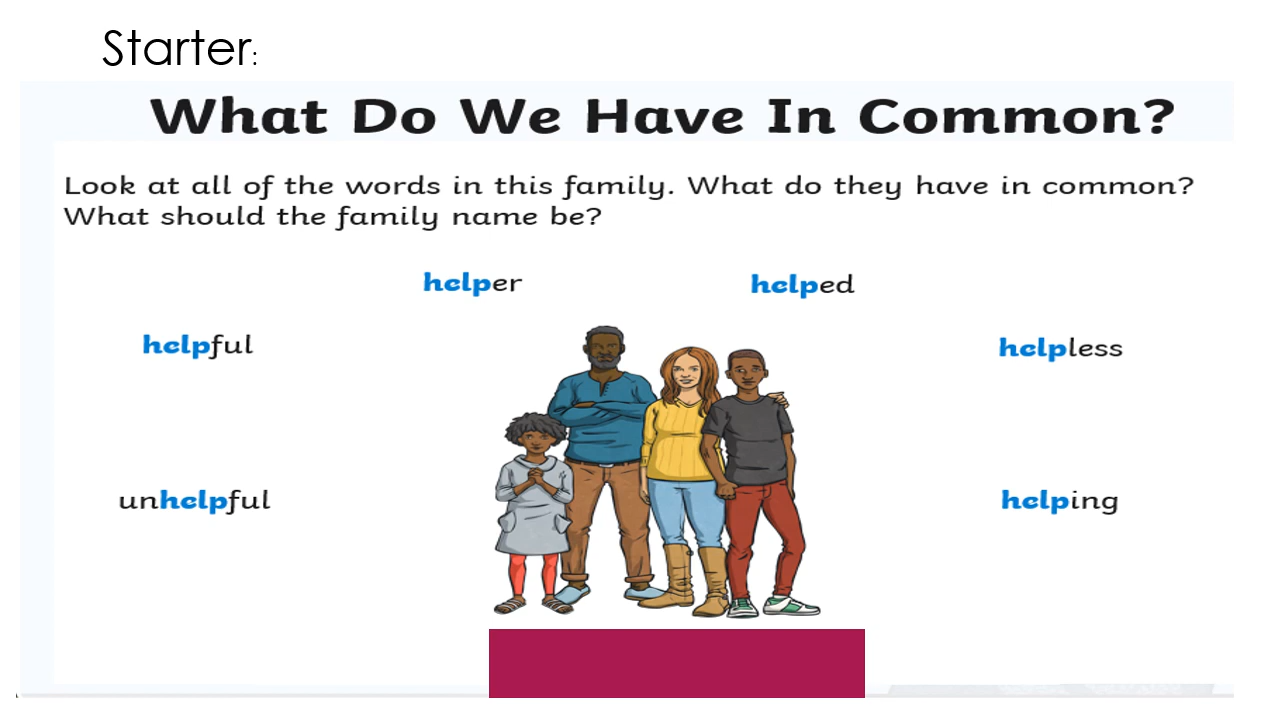 Starter:
What Do We Have In Common?
Look at all of the words in this family. What do they have in common?
What should the family name be?
helper
helped
helpful
helpless
unhelpful
helping